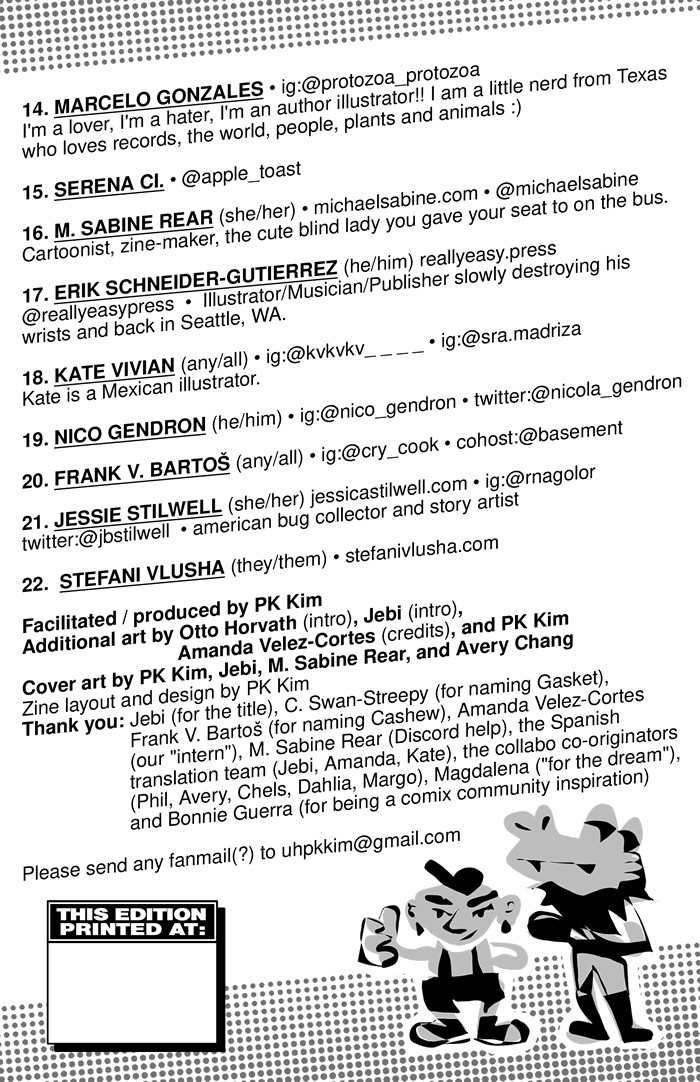 14. MARCELO GONZALES • ig:@protozoa_protozoa
I'm a lover, I'm a hater, I'm an author illustrator!! I am a little nerd from Texas
who loves records, the world, people, plants and animals :)
15. SERENA CI. • @apple_toast
16. M. SABINE REAR (she/her) • michaelsabine.com • @michaelsabine
Cartoonist, zine-maker, the cute blind lady you gave your seat to on the bus.
17. ERIK SCHNEIDER-GUTIERREZ (he/him) reallyeasy.press
@reallyeasypress • Illustrator/Musician/Publisher slowly destroying his
wrists and back in Seattle, WA.
18. KATE VIVIAN (any/all) • ig:@kvkvkv_ _ _ _ • ig:@sra.madriza
Kate is a Mexican illustrator.
19. NICO GENDRON (he/him) • ig:@nico_gendron • twitter:@nicola_gendron
20. FRANK V. BARTOŠ (any/all) • ig:@cry_cook • cohost:@basement
21. JESSIE STILWELL (she/her) jessicastilwell.com • ig:@rnagolor
twitter:@jbstilwell • american bug collector and story artist
22. STEFANI VLUSHA (they/them) • stefanivlusha.com
Facilitated / produced by PK Kim
Additional art by Otto Horvath (intro), Jebi (intro),
Amanda Velez-Cortes (credits), and PK Kim
Cover art by PK Kim, Jebi, M. Sabine Rear, and Avery Chang
Zine layout and design by PK Kim
Thank you: Jebi (for the title), C. Swan-Streepy (for naming Gasket),
Frank V. Bartoš (for naming Cashew), Amanda Velez-Cortes
(our "intern"), M. Sabine Rear (Discord help), the Spanish
translation team (Jebi, Amanda, Kate), the collabo co-originators
(Phil, Avery, Chels, Dahlia, Margo), Magdalena ("for the dream"),
and Bonnie Guerra (for being a comix community inspiration)
Please send any fanmail(?) to uhpkkim@gmail.com
THIS EDITION
PRINTED AT: